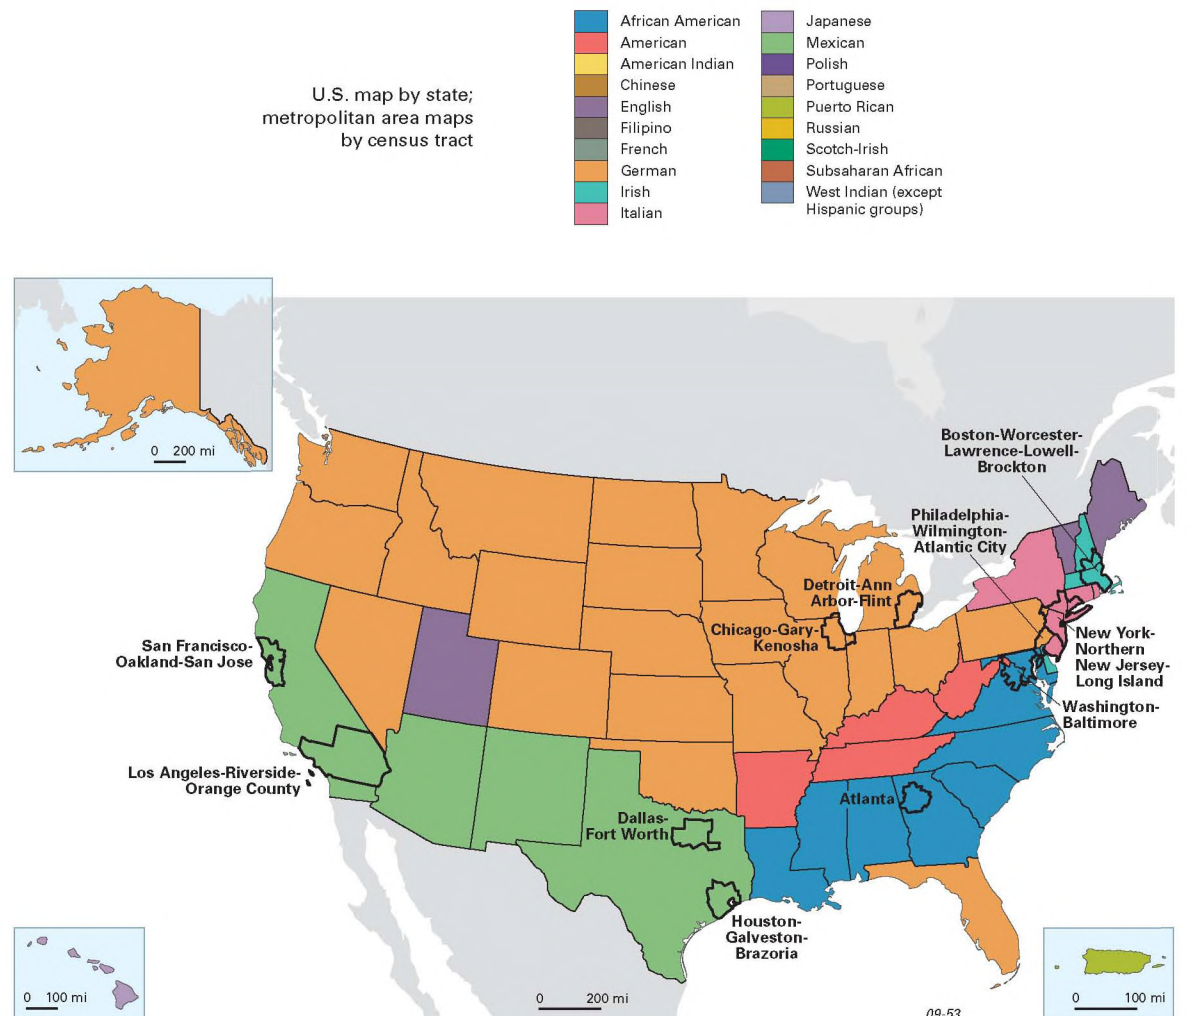 African American
American
American Indian
Chinese
English
Filipino
French
German
Irish
Italian
Japanese
Mexican
Polish
Portuguese
Puerto Rican
Russian
Scotch-Irish
Subsaharan African
West Indian (except
Hispanic groups)
U.S. map by state;
metropolitan area maps
by census tract
0 200 mi
Boston-Worcester-
Lawrence-Lowell-
Brockton
Philadelphia-
Wilmington-
Atlantic City
Detroit-Ann
Arbor-Flint
Chicago-Gary-
Kenosha
San Francisco-
Oakland-San Jose
New York-
Northern
New Jersey-
Long Island
Washington-
Baltimore
Los Angeles-Riverside-
Orange County
Atlanta
Dallas-
Fort Worth
Houston-
Galveston-
Brazoria
0 100 mi
0 200 mi
0 100 mi
09-53